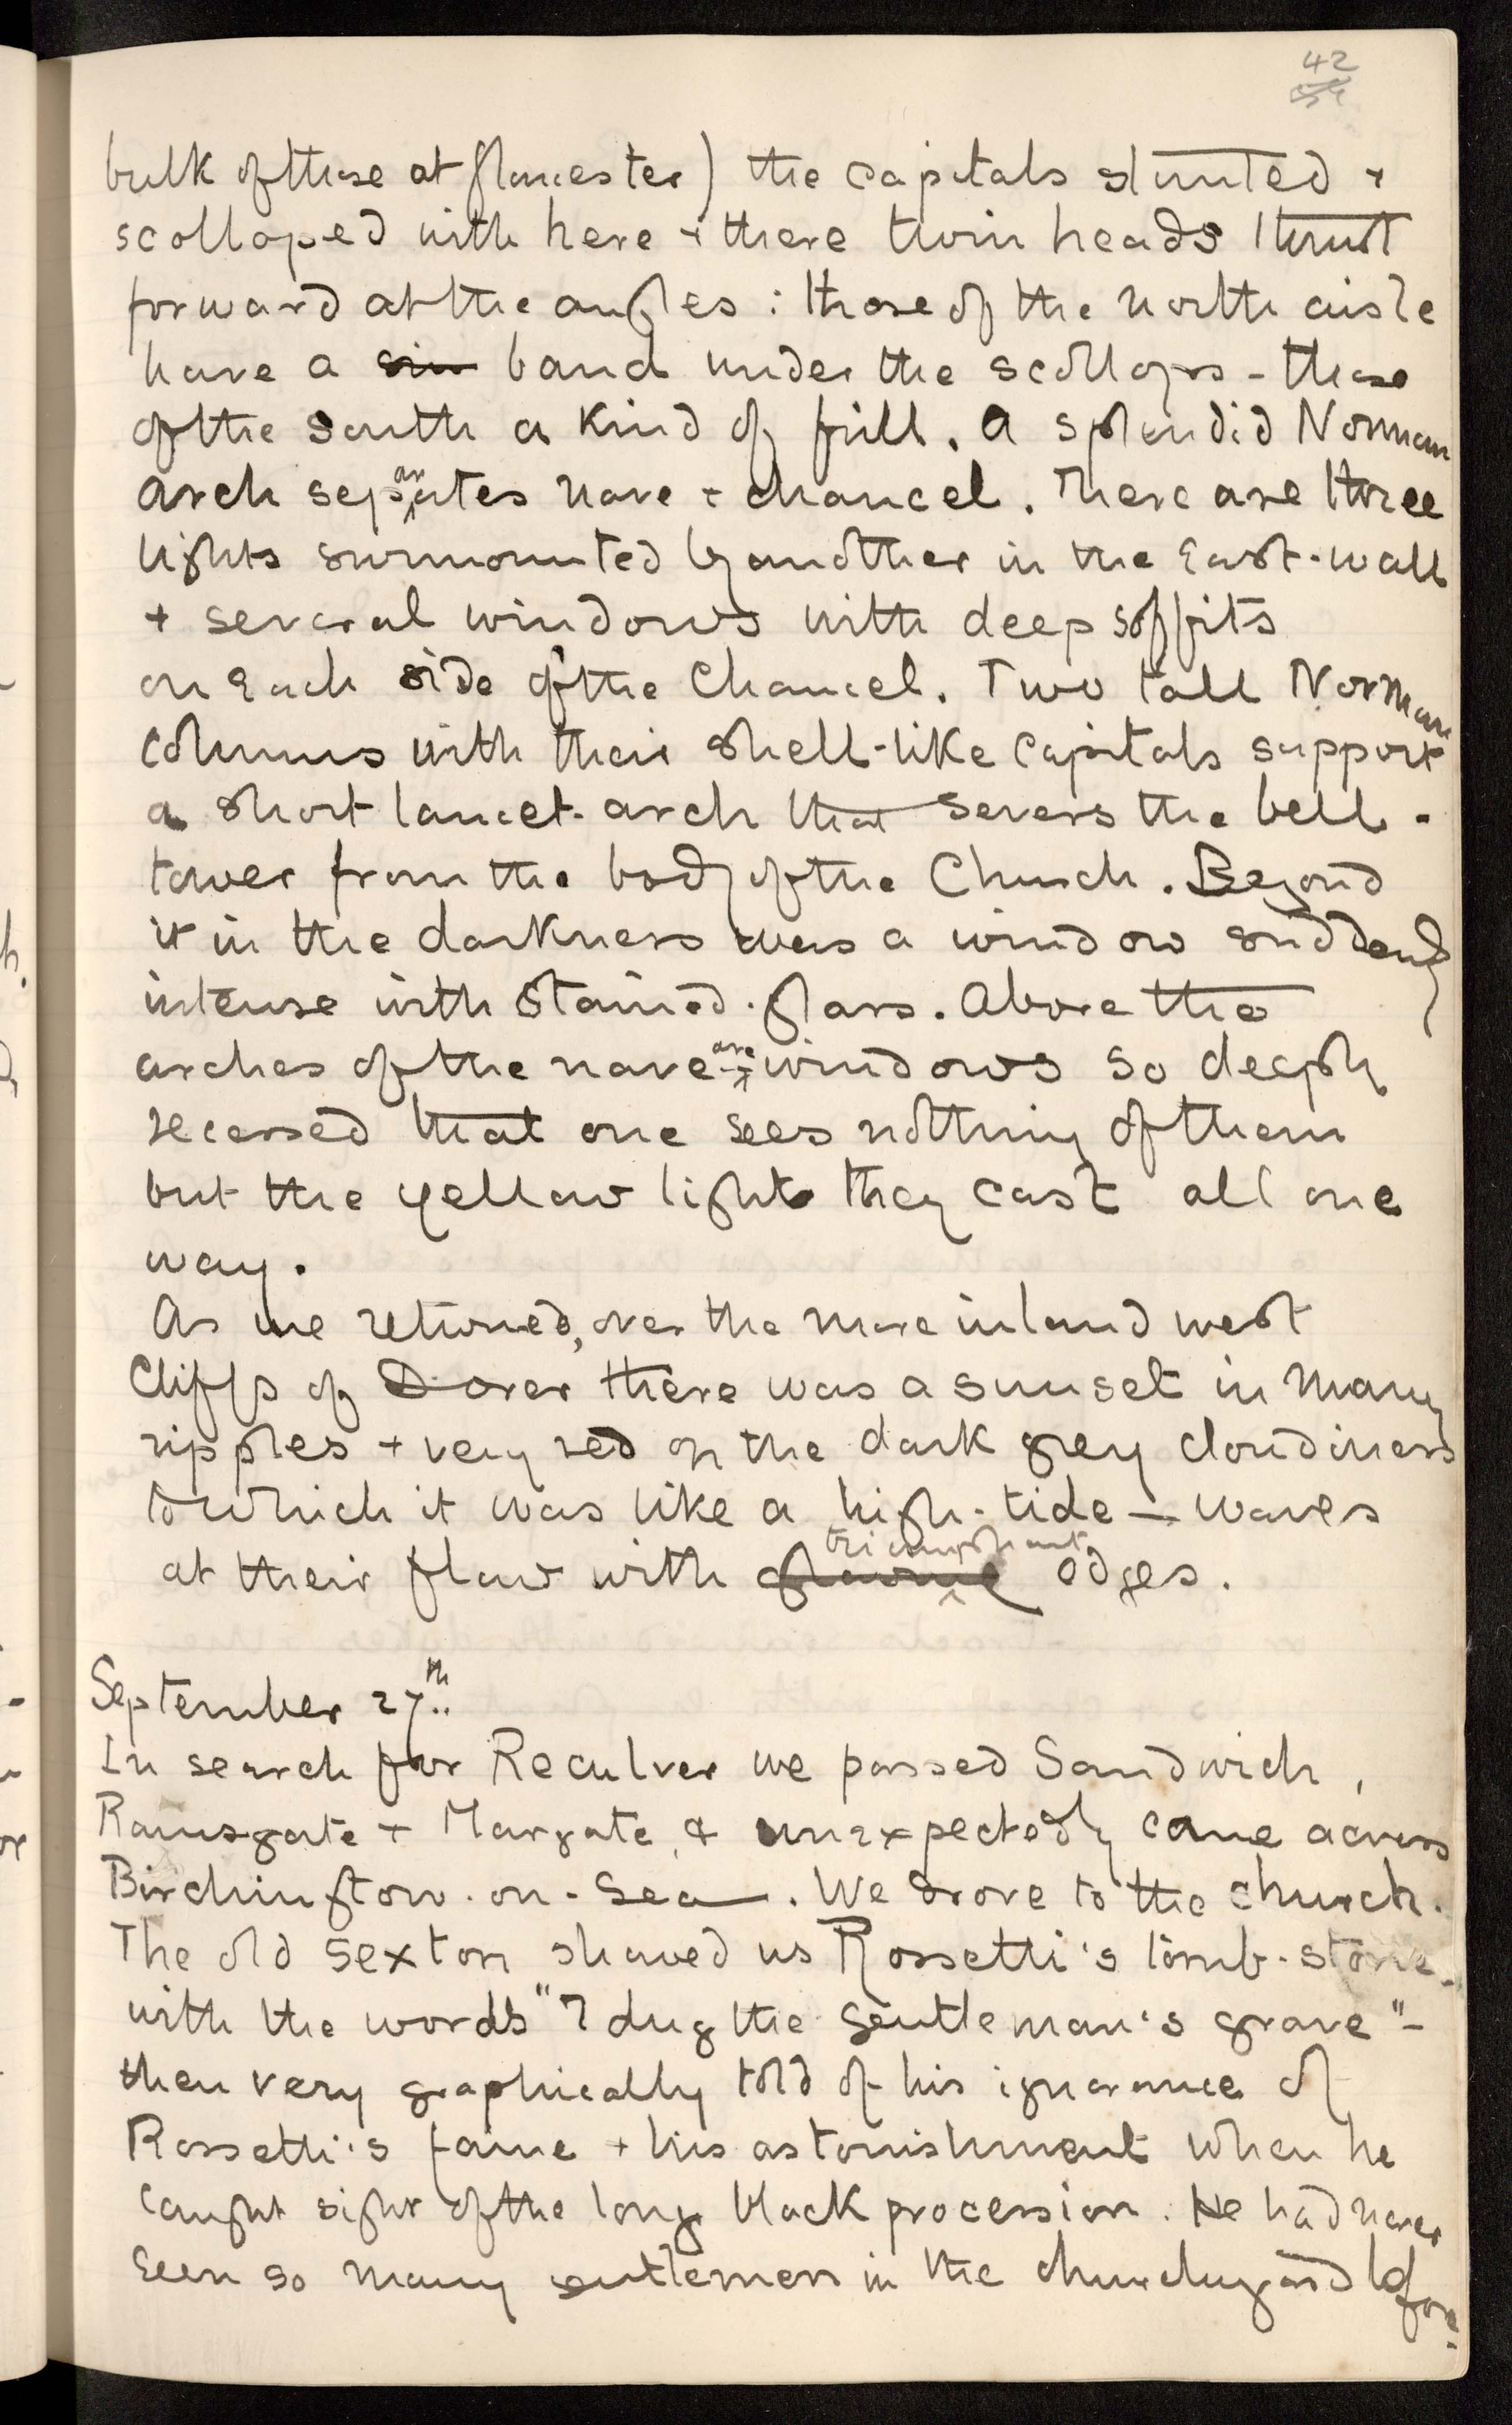 42
bulk of those at Gloucester) the capitals stunted +
scolloped with here + there twin heads thrust
forward at the angles : those of the north aisle
have a sin band under the scollops - those
of the south a kind of frill. A splendid Norman
arch separates nave + chancel. There are three
lights surmounted by another in the East-wall
+ several windows with deep soffits
on Each side of the Chancel. Two tall Norman
columns with their shell-like capitals support
a short lancet-arch that severs the bell-
tower from the body of the Church. Beyond
it in the darkness was a window suddenly
intense with stained-glass. Above the
arches of the nave are windows so deeply
recessed that one sees nothing of them
but the yellow light they cast all one
way.
As we returned, over the more inland west
Cliffs of Dover there was a sunset in many
ripples + very red on the dark grey cloudiness
to which it was like a high-tide — waves
at their flow with triumphant edges.
September 27th
In search for Reculver we passed Sandwich,
Ramsgate + Margate, & unexpectedly came across
Birchington-on-Sea. We drove to the church.
The old Sexton showed us Rossetti's tomb-stone
with the words "I dug the gentleman's grave" -
then very graphically told of his ignorance of
Rossetti's fame + his astonishment when he
caught sight of the long black procession. He had never
seen so many gentlemen in the churchyard before.